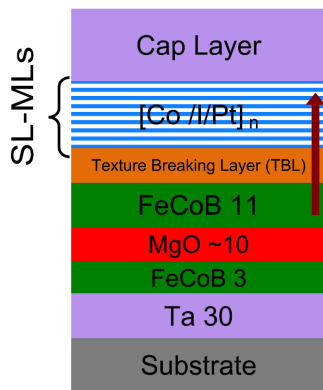 Cap Layer
SL-MLs
[Co /I/Pt]n
Texture Breaking Layer (TBL)
FeCoB 11
MgO ~10
FeCoB 3
Ta 30
Substrate